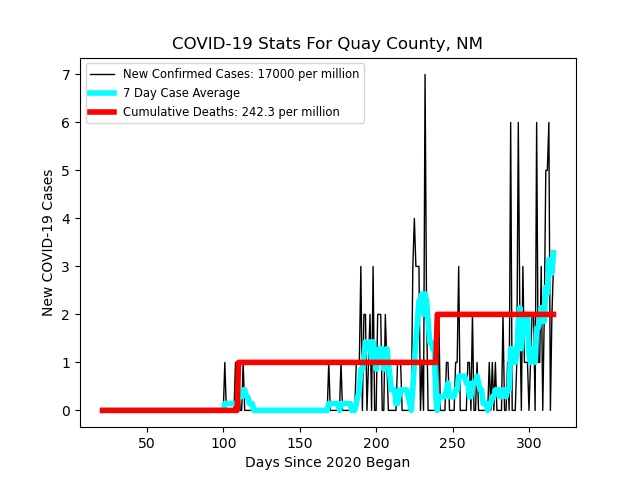 COVID-19 Stats For Quay County, NM
New Confirmed Cases: 17000 per million
7 Day Case Average
Cumulative Deaths: 242.3 per million
New COVID-19 Cases
7
6
5
4
3
2
1
0
50 100 150 200 250 300
Days Since 2020 Began